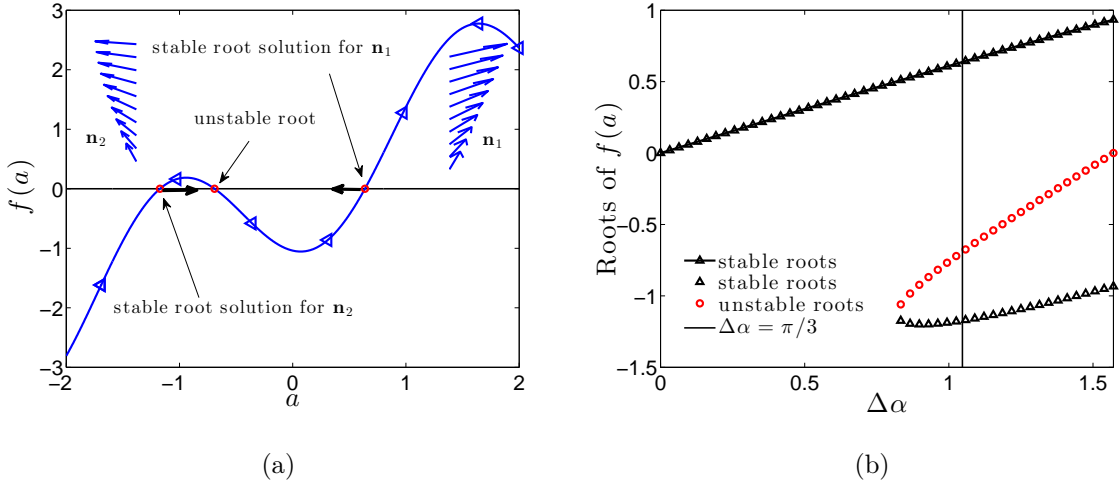 3
2
1
0
−1
−2
−3
−2
−1
0
1
2
f(a)
a
stable root solution for n₁
unstable root
n₂
n₁
stable root solution for n₂
(a)
1
0.5
0
−0.5
−1
−1.5
0
0.5
1
1.5
Roots of f(a)
Δα
stable roots
stable roots
unstable roots
Δα = π/3
(b)